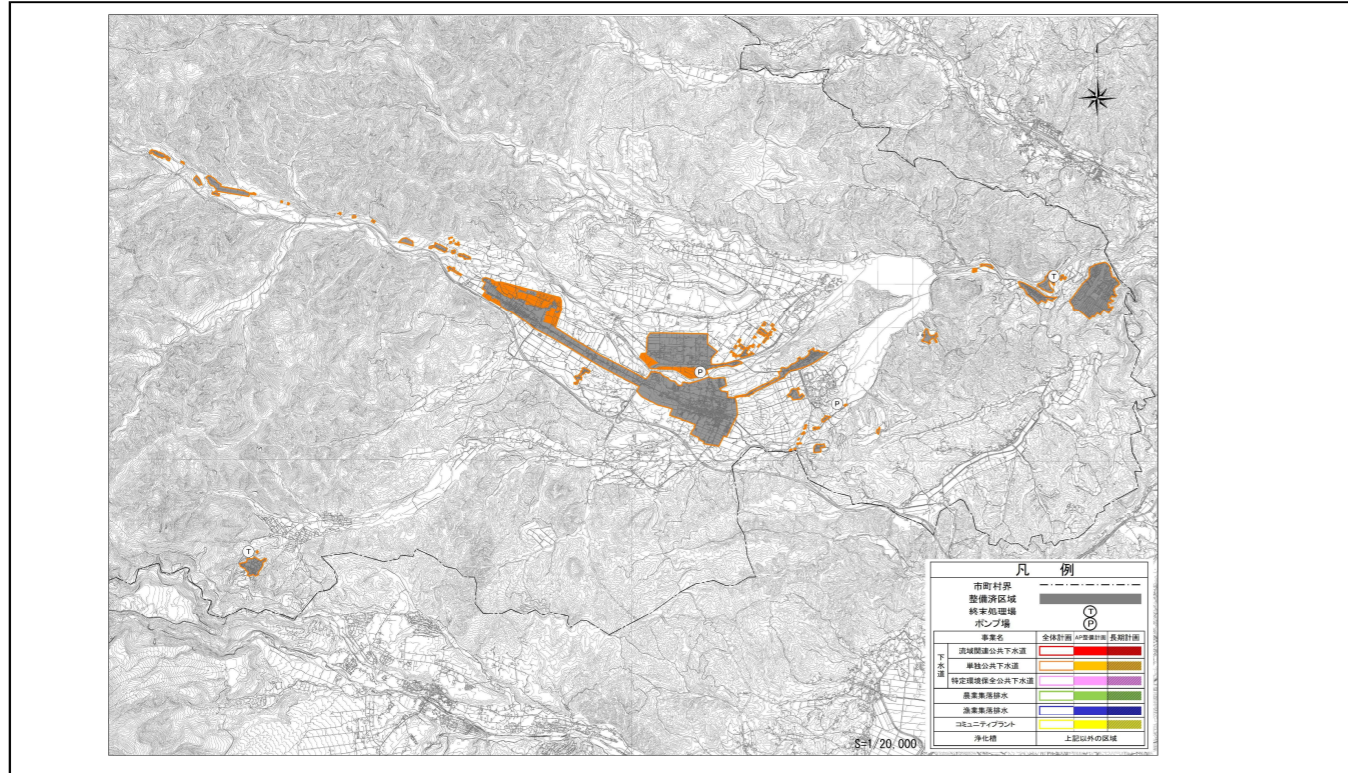 T
P
P
T
S=1/20,000
凡　例
市町村界
整備済区域
終末処理場 T
ポンプ場 P
事業名 全体計画 AP整備計画 長期計画
下水道
流域関連公共下水道
単独公共下水道
特定環境保全公共下水道
農業集落排水
漁業集落排水
コミュニティプラント
浄化槽 上記以外の区域